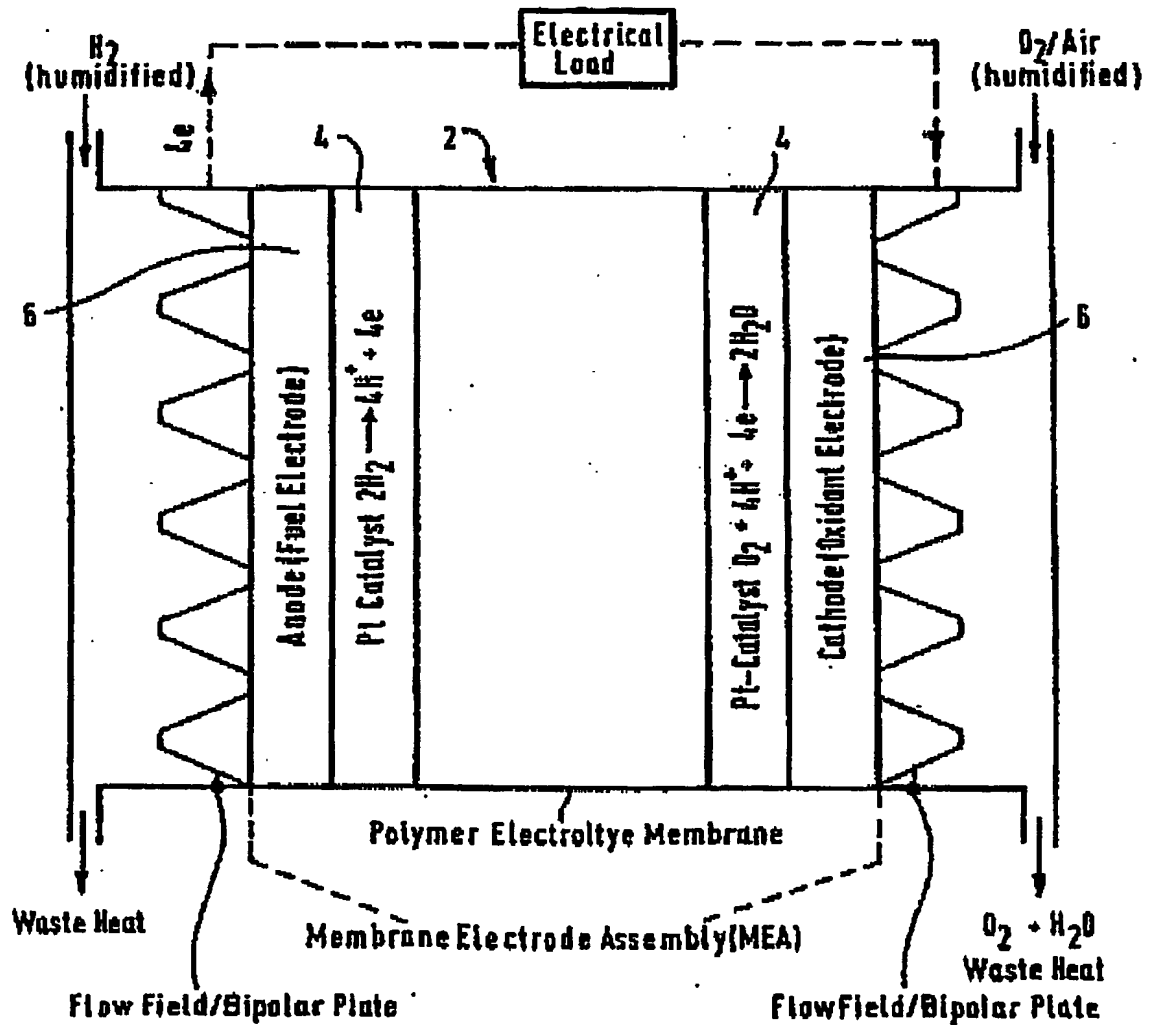 Electrical
Load
H2
(humidified)
O2/Air
(humidified)
4e
4
2
4
6
6
Anode(Fuel Electrode)
Pt Catalyst 2H2 → 4H+ + 4e
Pt-Catalyst O2 + 4H+ + 4e → 2H2O
Cathode(Oxidant Electrode)
Polymer Electroltye Membrane
Waste Heat
Membrane Electrode Assembly(MEA)
O2 + H2O
Waste Heat
Flow Field/Bipolar Plate
FlowField/Bipolar Plate